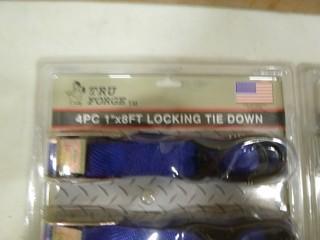 TRU
FORGE TM
4PC 1"x8FT LOCKING TIE DOWN